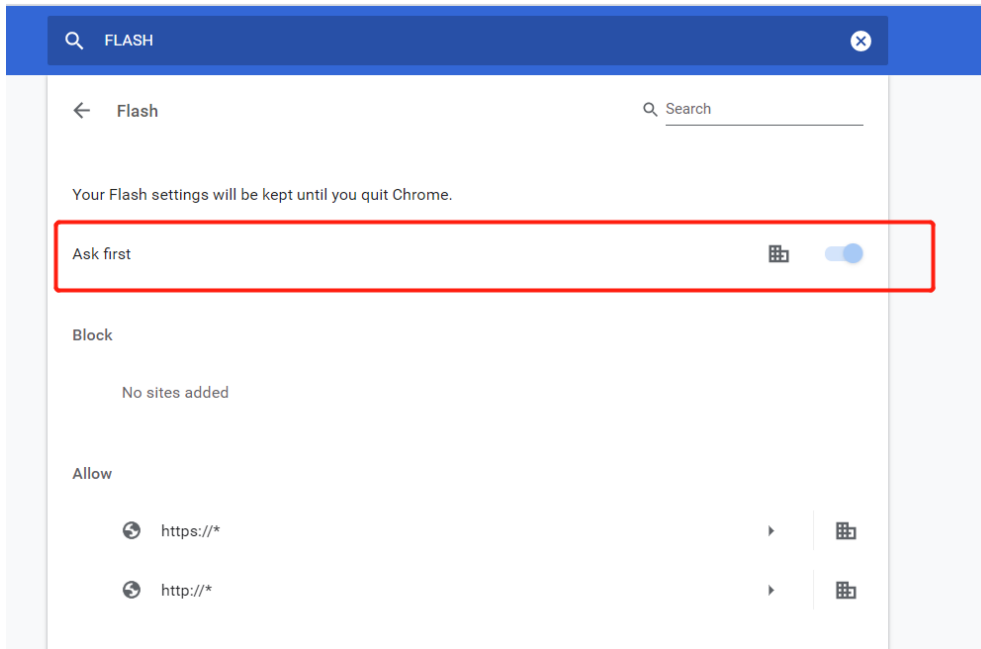 FLASH
Flash
Search
Your Flash settings will be kept until you quit Chrome.
Ask first
Block
No sites added
Allow
https://*
http://*